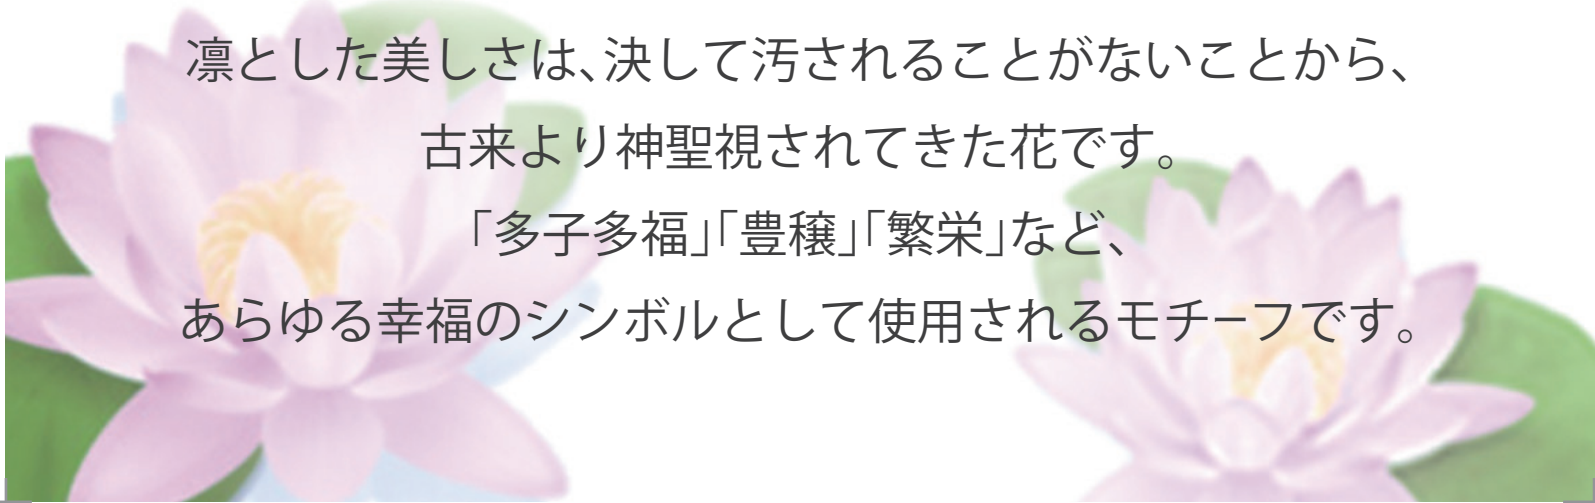 凛とした美しさは、決して汚されることがないことから、
古来より神聖視されてきた花です。
「多子多福」「豊穣」「繁栄」など、
あらゆる幸福のシンボルとして使用されるモチーフです。